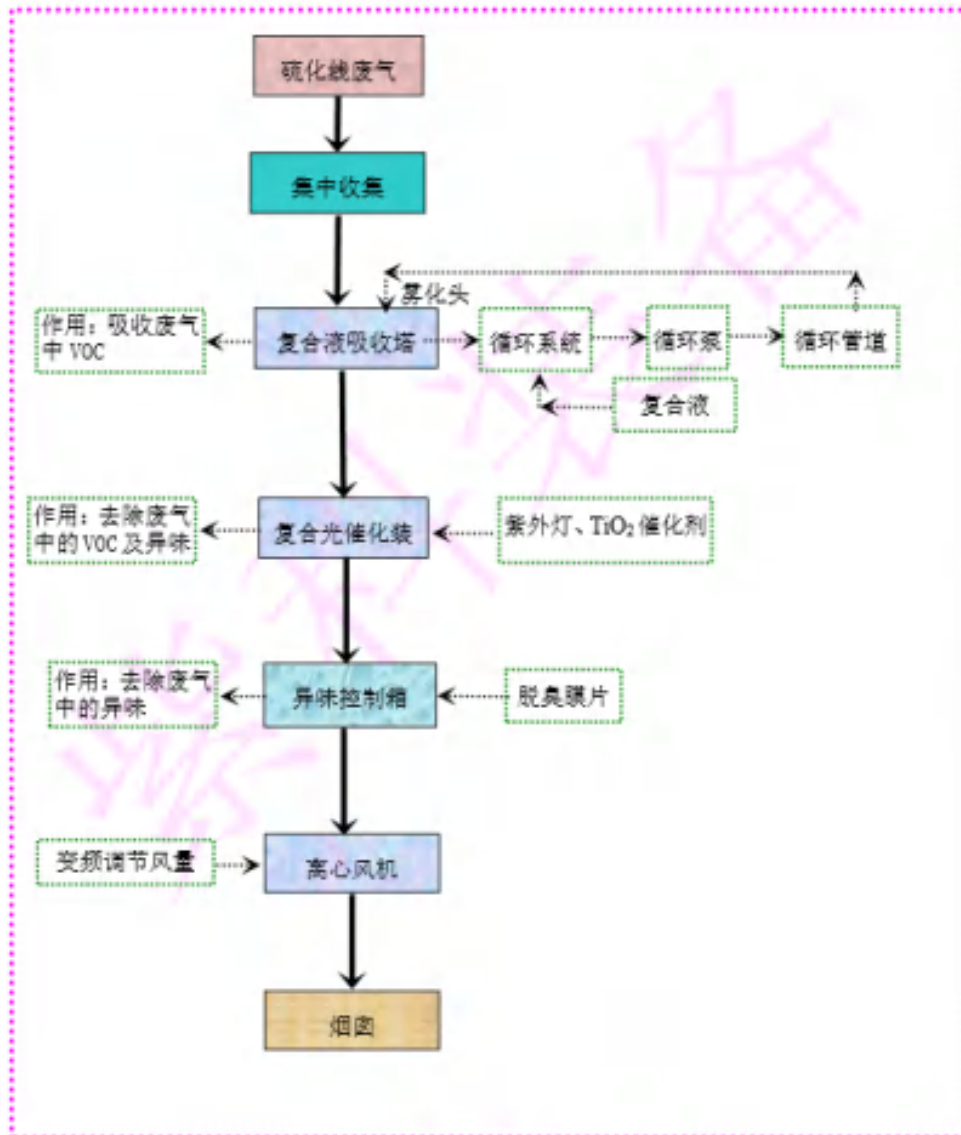 硫化线废气
集中收集
雾化头
作用：吸收废气
中 VOC
复合液吸收塔
循环系统
循环泵
循环管道
复合液
作用：去除废气
中的 VOC 及异味
复合光催化装
紫外灯、TiO₂ 催化剂
作用：去除废气
中的异味
异味控制箱
脱臭膜片
变频调节风量
离心风机
烟囱